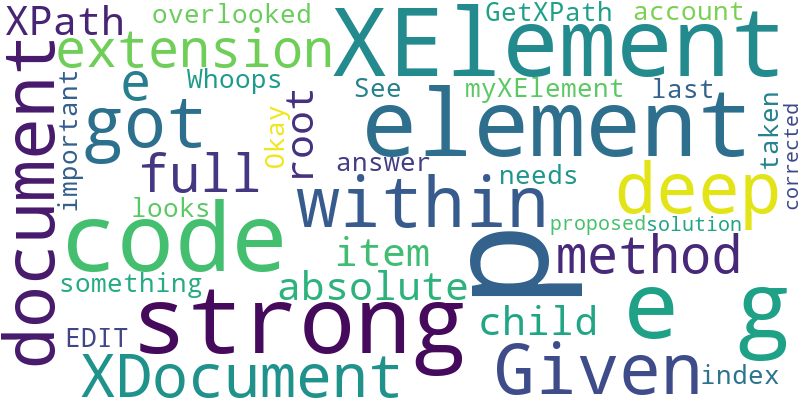 XPath overlooked XElement GetXPath account
extension
document important e Whoops See myXElement last
got root Okay element taken corrected
full answer needs deep
within
looks code item p proposed solution
method
something absolute child e g
EDIT strong
XDocument Given index